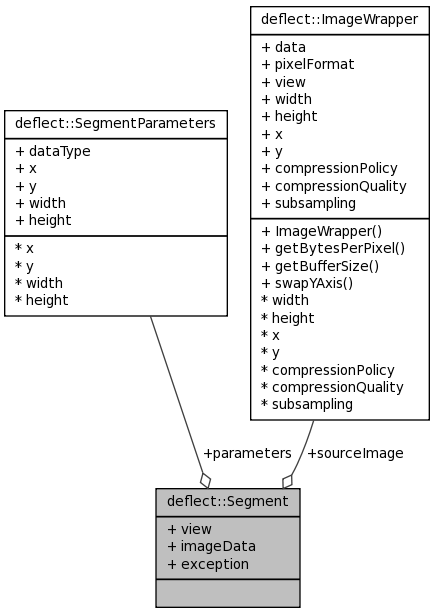 deflect::ImageWrapper
+ data
+ pixelFormat
+ view
+ width
+ height
+ x
+ y
+ compressionPolicy
+ compressionQuality
+ subsampling
+ ImageWrapper()
+ getBytesPerPixel()
+ getBufferSize()
+ swapYAxis()
* width
* height
* x
* y
* compressionPolicy
* compressionQuality
* subsampling
deflect::SegmentParameters
+ dataType
+ x
+ y
+ width
+ height
* x
* y
* width
* height
+parameters
+sourceImage
deflect::Segment
+ view
+ imageData
+ exception